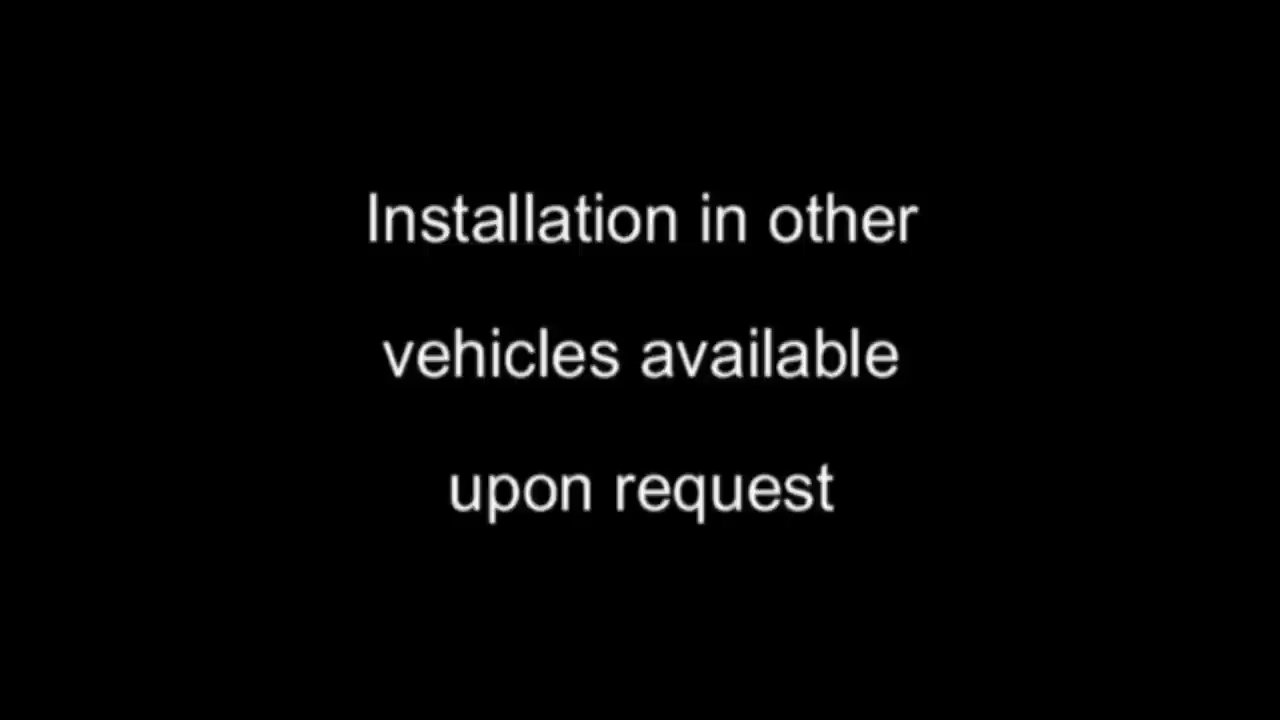 Installation in other
vehicles available
upon request